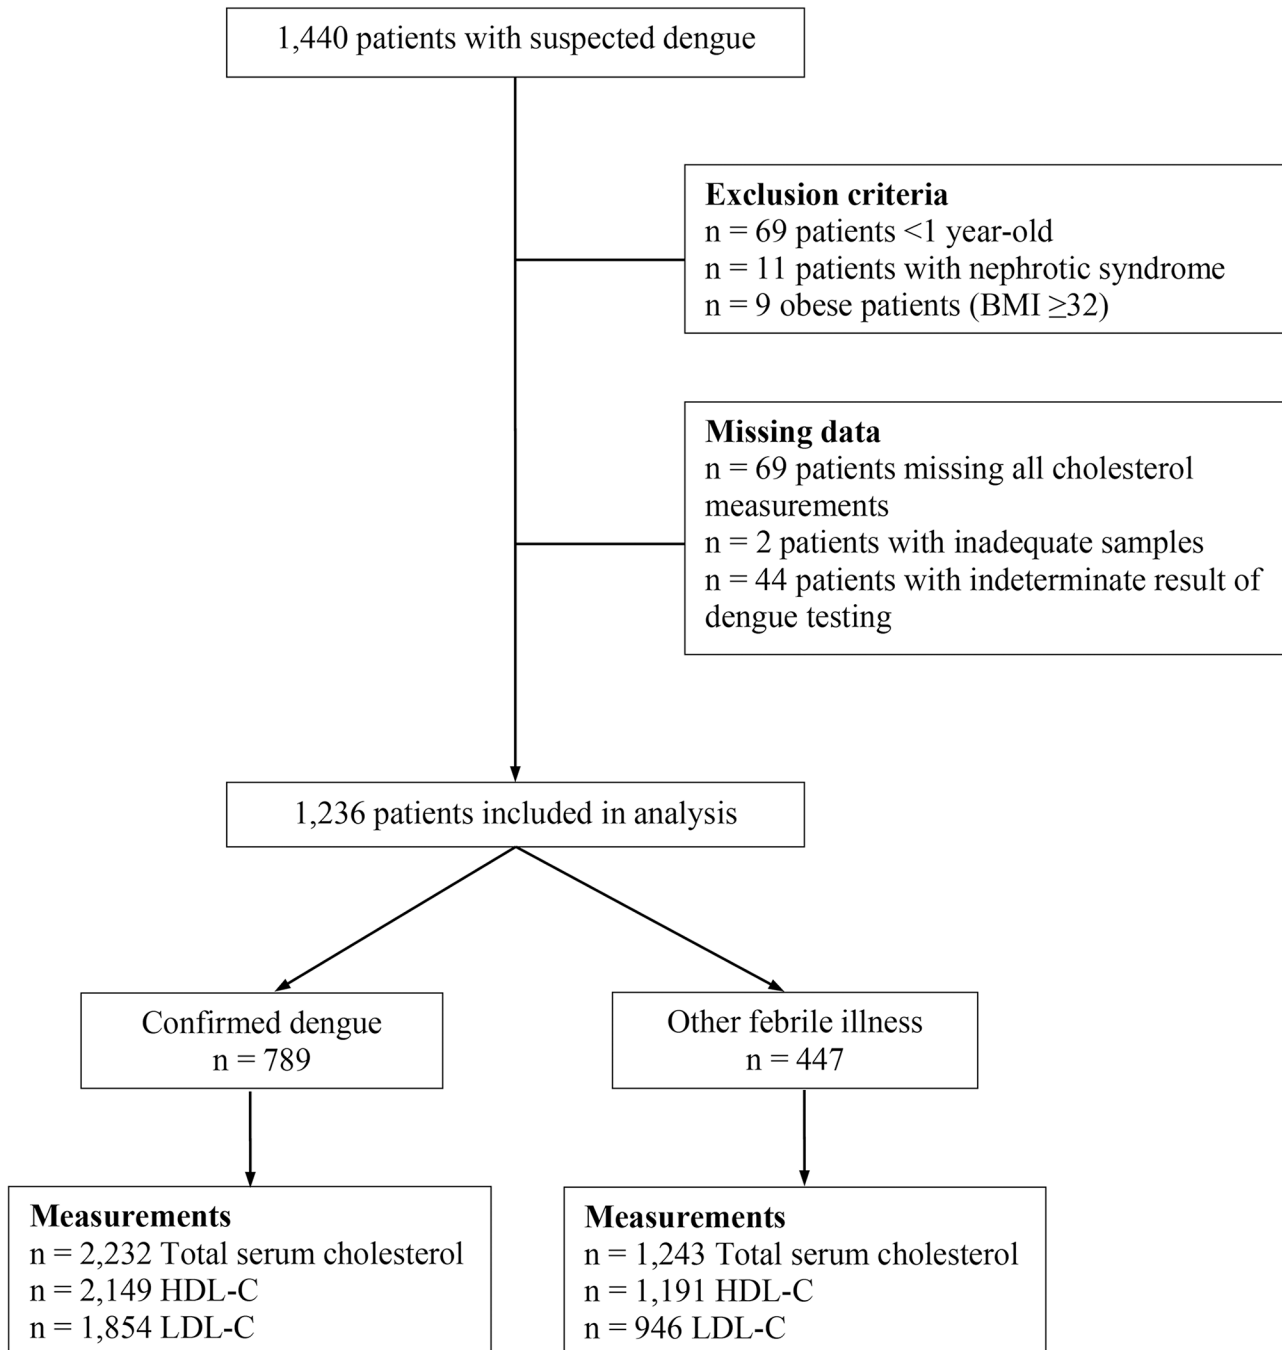 1,440 patients with suspected dengue
Exclusion criteria
n = 69 patients <1 year-old
n = 11 patients with nephrotic syndrome
n = 9 obese patients (BMI ≥32)
Missing data
n = 69 patients missing all cholesterol
measurements
n = 2 patients with inadequate samples
n = 44 patients with indeterminate result of
dengue testing
1,236 patients included in analysis
Confirmed dengue
n = 789
Other febrile illness
n = 447
Measurements
n = 2,232 Total serum cholesterol
n = 2,149 HDL-C
n = 1,854 LDL-C
Measurements
n = 1,243 Total serum cholesterol
n = 1,191 HDL-C
n = 946 LDL-C